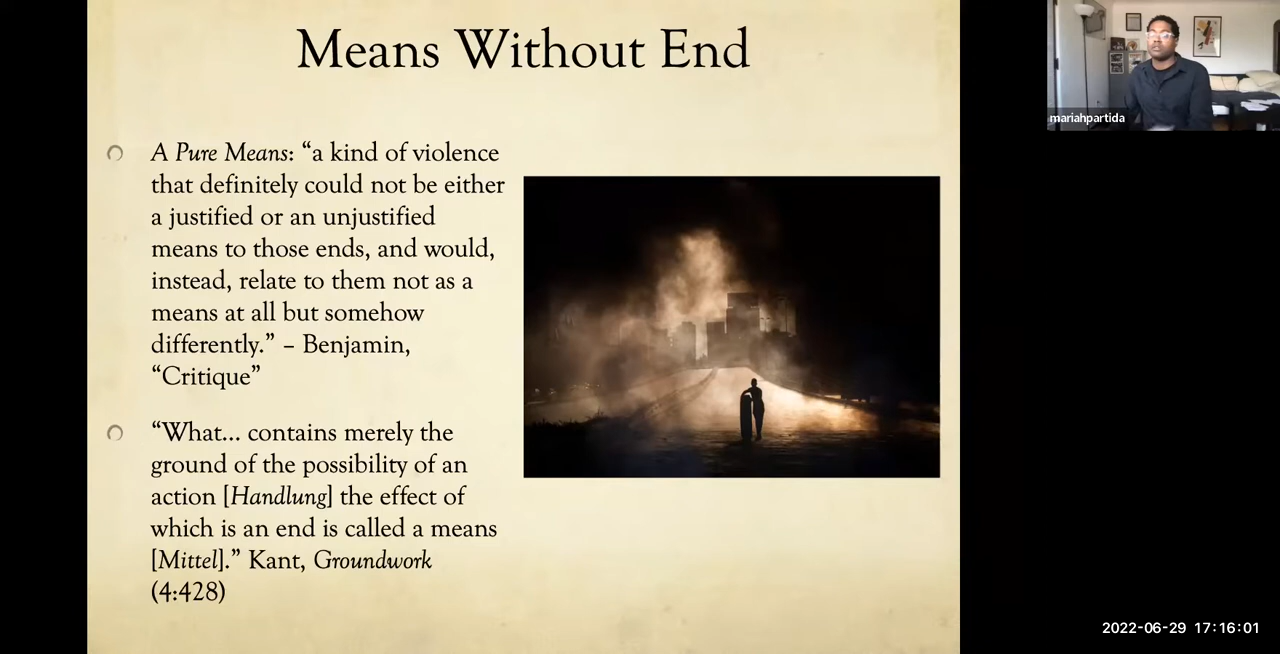 Means Without End
A Pure Means: “a kind of violence
that definitely could not be either
a justified or an unjustified
means to those ends, and would,
instead, relate to them not as a
means at all but somehow
differently.” – Benjamin,
“Critique”
“What... contains merely the
ground of the possibility of an
action [Handlung] the effect of
which is an end is called a means
[Mittel].” Kant, Groundwork
(4:428)
mariahpartida
2022-06-29 17:16:01